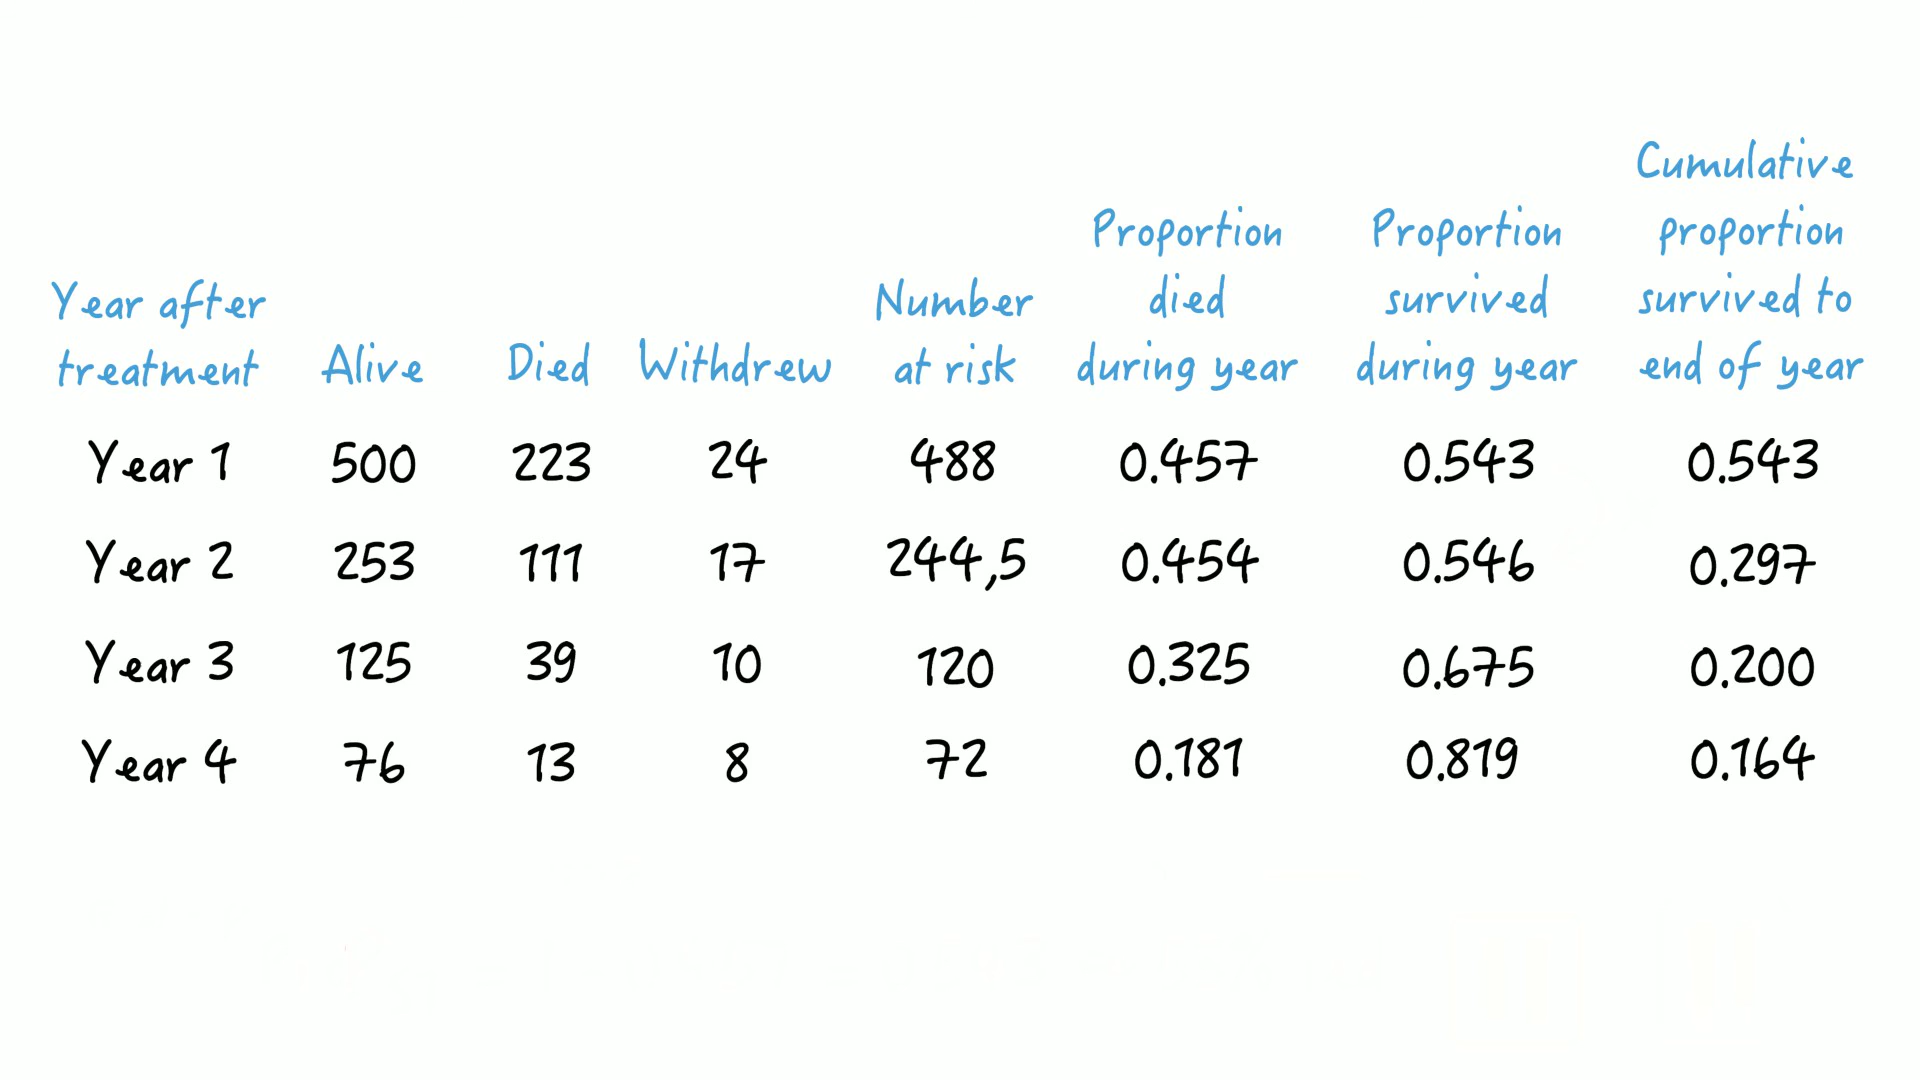 Year after treatment Alive Died Withdrew Number at risk Proportion died during year Proportion survived during year Cumulative proportion survived to end of year
Year 1 500 223 24 488 0.457 0.543 0.543
Year 2 253 111 17 244,5 0.454 0.546 0.297
Year 3 125 39 10 120 0.325 0.675 0.200
Year 4 76 13 8 72 0.181 0.819 0.164